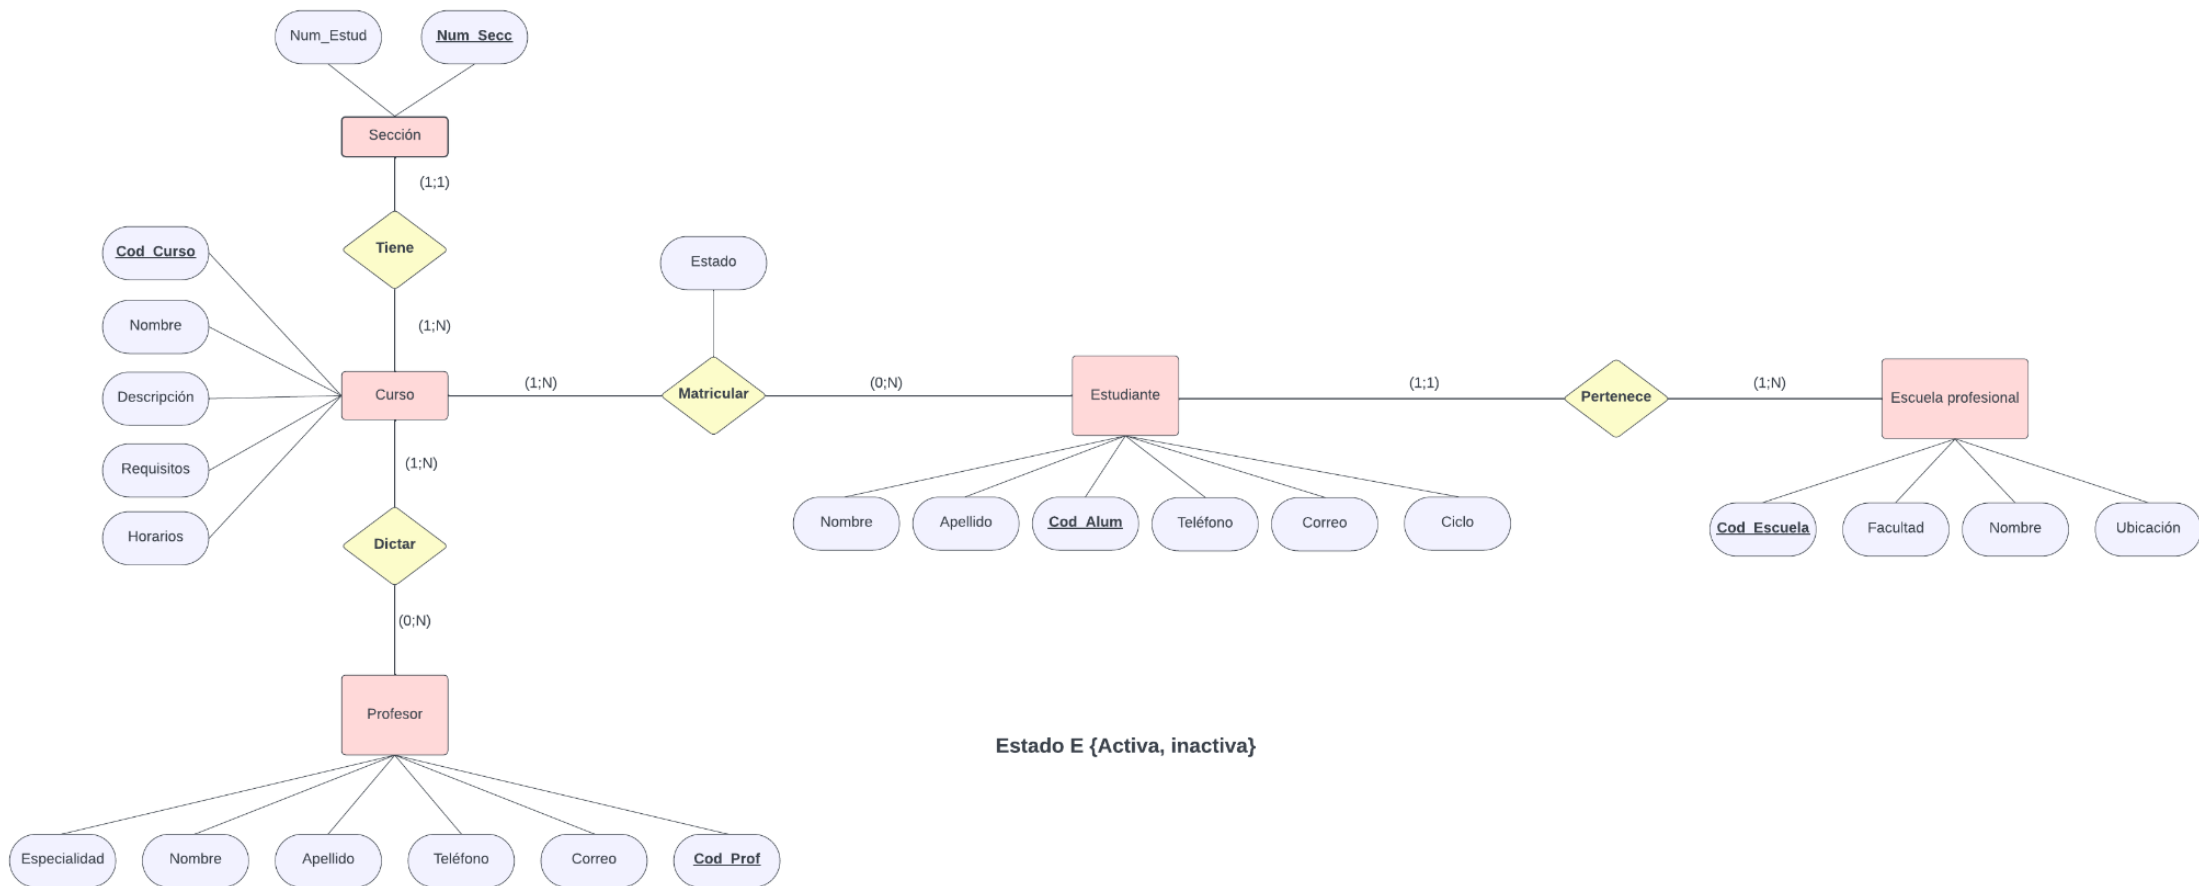 Num_Estud
Num_Secc
Sección
(1;1)
Tiene
Cod_Curso
Estado
Nombre
(1;N)
Descripción
Curso
(1;N)
Matricular
(0;N)
Estudiante
(1;1)
Pertenece
(1;N)
Escuela profesional
Requisitos
(1;N)
Horarios
Dictar
Nombre
Apellido
Cod_Alum
Teléfono
Correo
Ciclo
Cod_Escuela
Facultad
Nombre
Ubicación
(0;N)
Profesor
Estado E {Activa, inactiva}
Especialidad
Nombre
Apellido
Teléfono
Correo
Cod_Prof